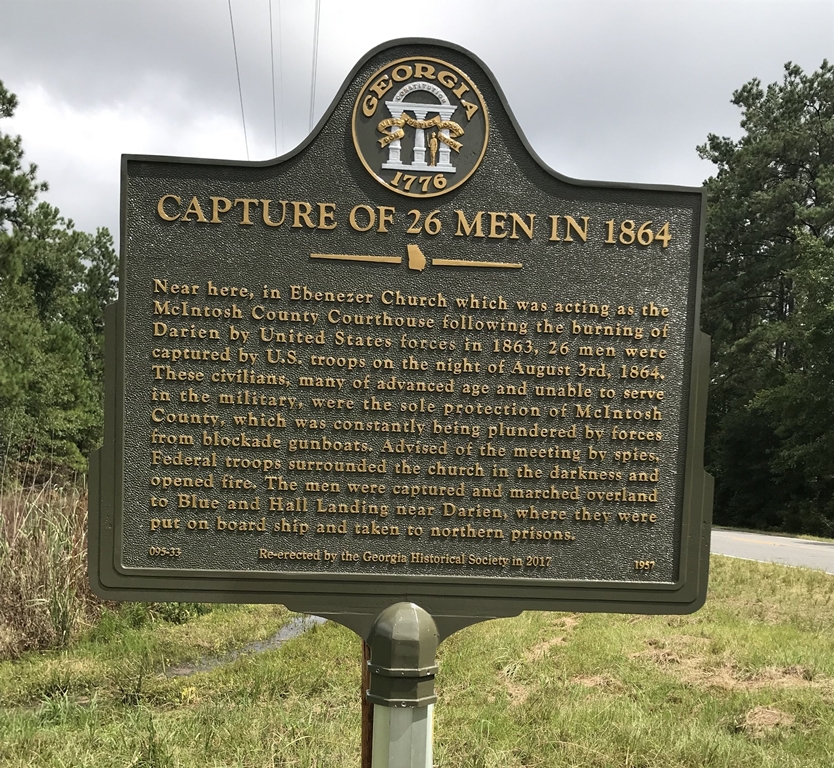 GEORGIA
CONSTITUTION
1776
CAPTURE OF 26 MEN IN 1864
Near here, in Ebenezer Church which was acting as the
McIntosh County Courthouse following the burning of
Darien by United States forces in 1863, 26 men were
captured by U.S. troops on the night of August 3rd, 1864.
These civilians, many of advanced age and unable to serve
in the military, were the sole protection of McIntosh
County, which was constantly being plundered by forces
from blockade gunboats. Advised of the meeting by spies,
Federal troops surrounded the church in the darkness and
opened fire. The men were captured and marched overland
to Blue and Hall Landing near Darien, where they were
put on board ship and taken to northern prisons.
095-33 Re-erected by the Georgia Historical Society in 2017 1957